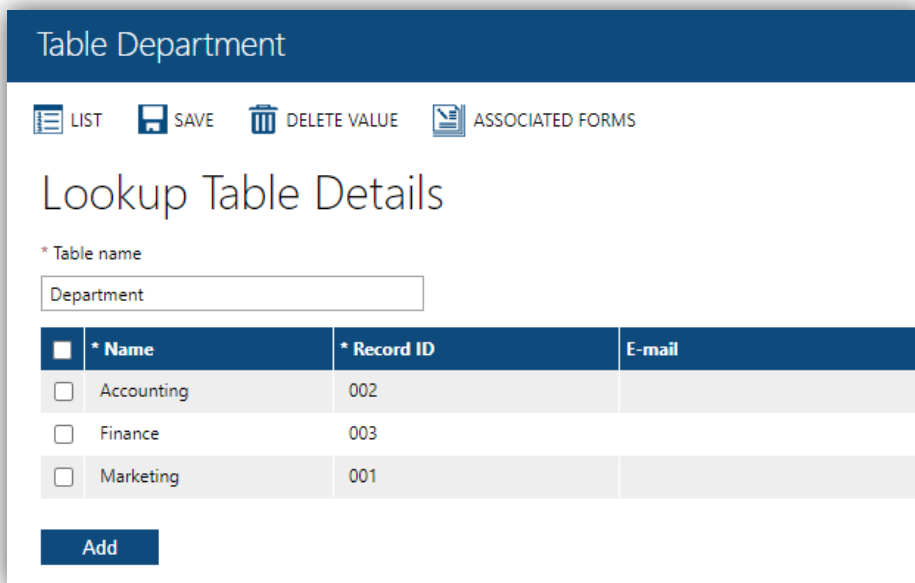 Table Department
LIST SAVE DELETE VALUE ASSOCIATED FORMS
Lookup Table Details
* Table name
Department
* Name * Record ID E-mail
Accounting 002
Finance 003
Marketing 001
Add